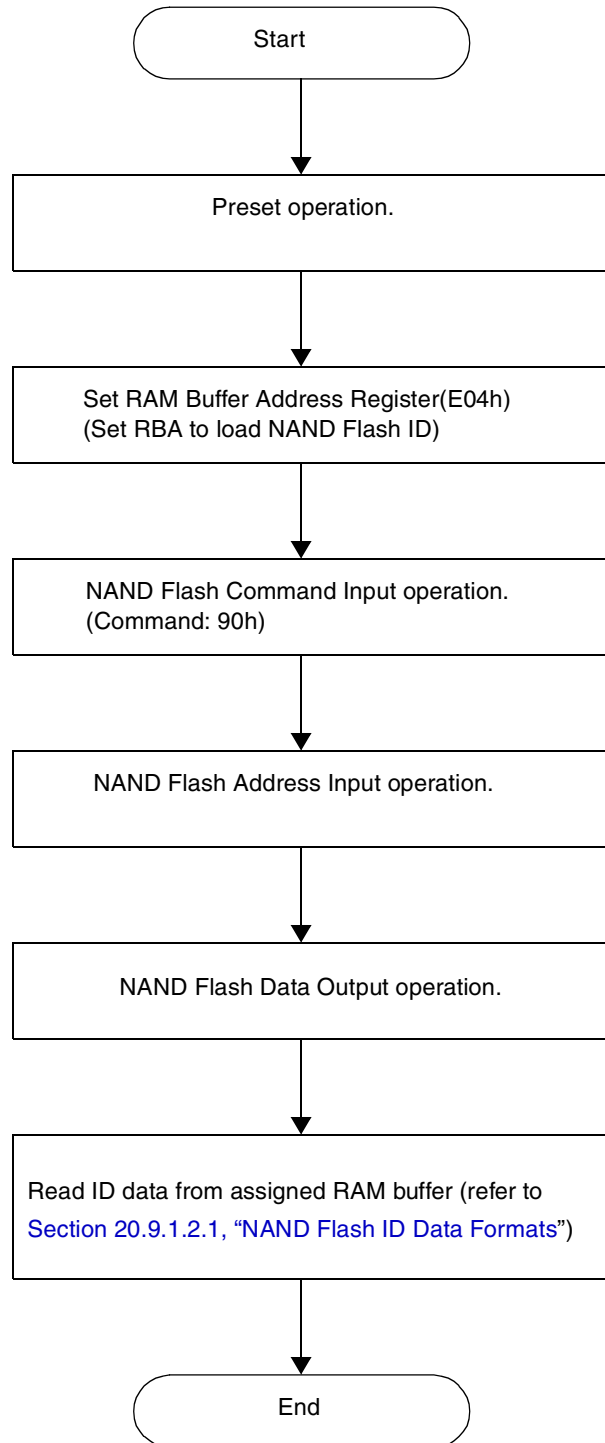 Start
Preset operation.
Set RAM Buffer Address Register(E04h)
(Set RBA to load NAND Flash ID)
NAND Flash Command Input operation.
(Command: 90h)
NAND Flash Address Input operation.
NAND Flash Data Output operation.
Read ID data from assigned RAM buffer (refer to
Section 20.9.1.2.1, “NAND Flash ID Data Formats”)
End